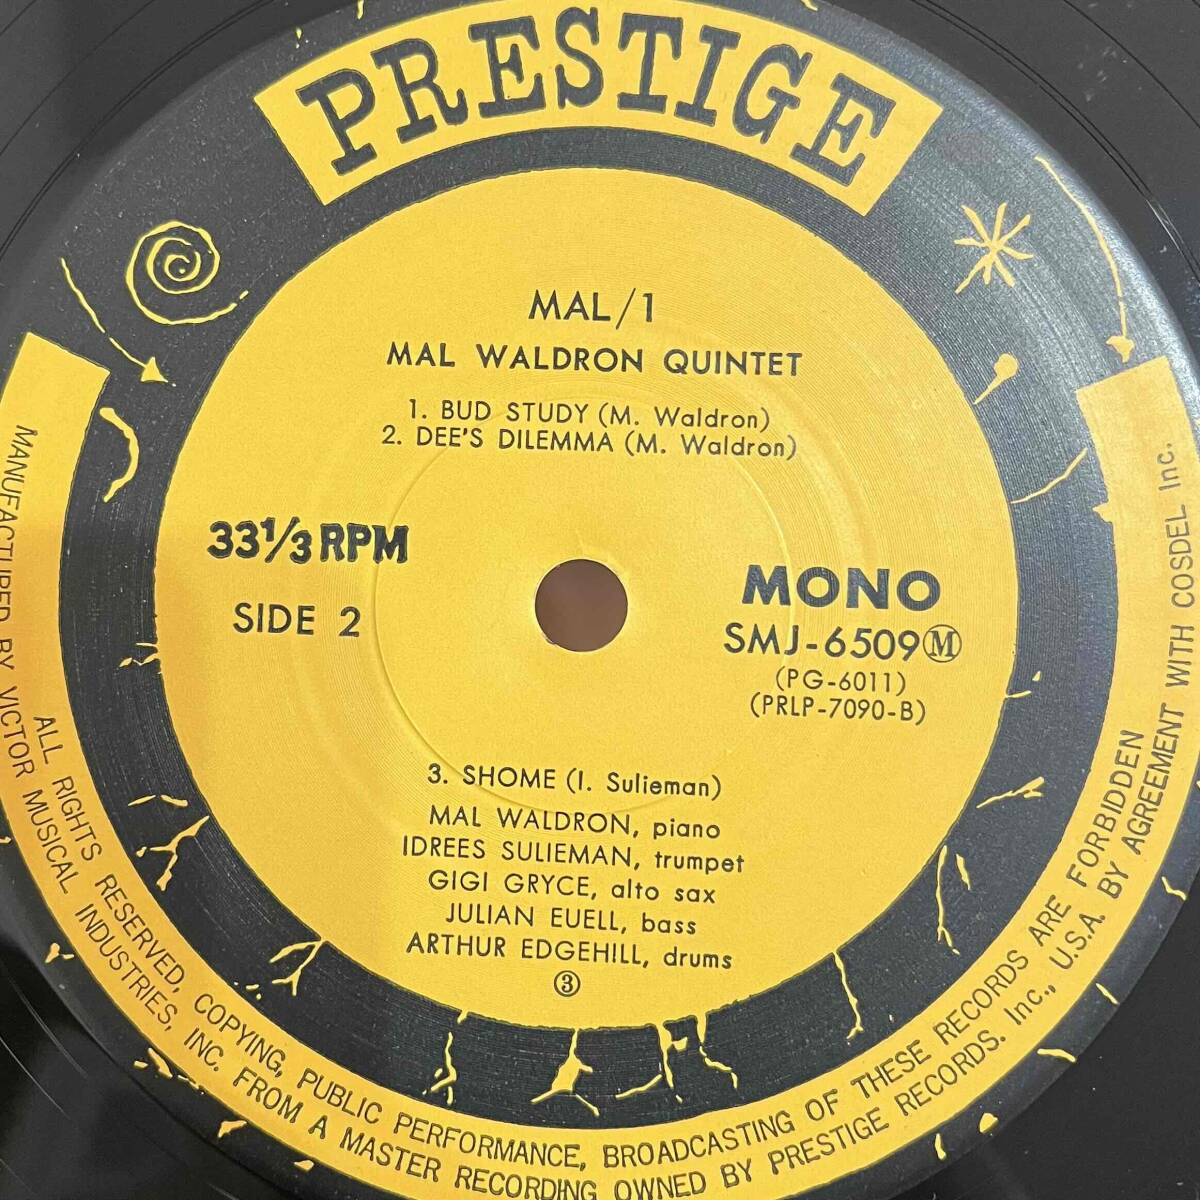 PRESTIGE
MAL/1
MAL WALDRON QUINTET
1. BUD STUDY (M. Waldron)
2. DEE'S DILEMMA (M. Waldron)
33⅓ RPM
SIDE 2
MONO
SMJ-6509 Ⓜ
(PG-6011)
(PRLP-7090-B)
3. SHOME (I. Sulieman)
MAL WALDRON, piano
IDREES SULIEMAN, trumpet
GIGI GRYCE, alto sax
JULIAN EUELL, bass
ARTHUR EDGEHILL, drums
③
ALL RIGHTS RESERVED, COPYING, PUBLIC PERFORMANCE, BROADCASTING OF THESE RECORDS ARE FORBIDDEN
MANUFACTURED BY VICTOR MUSICAL INDUSTRIES, INC. FROM A MASTER RECORDING OWNED BY PRESTIGE RECORDS. Inc., U.S.A. BY AGREEMENT WITH COSDEL Inc.